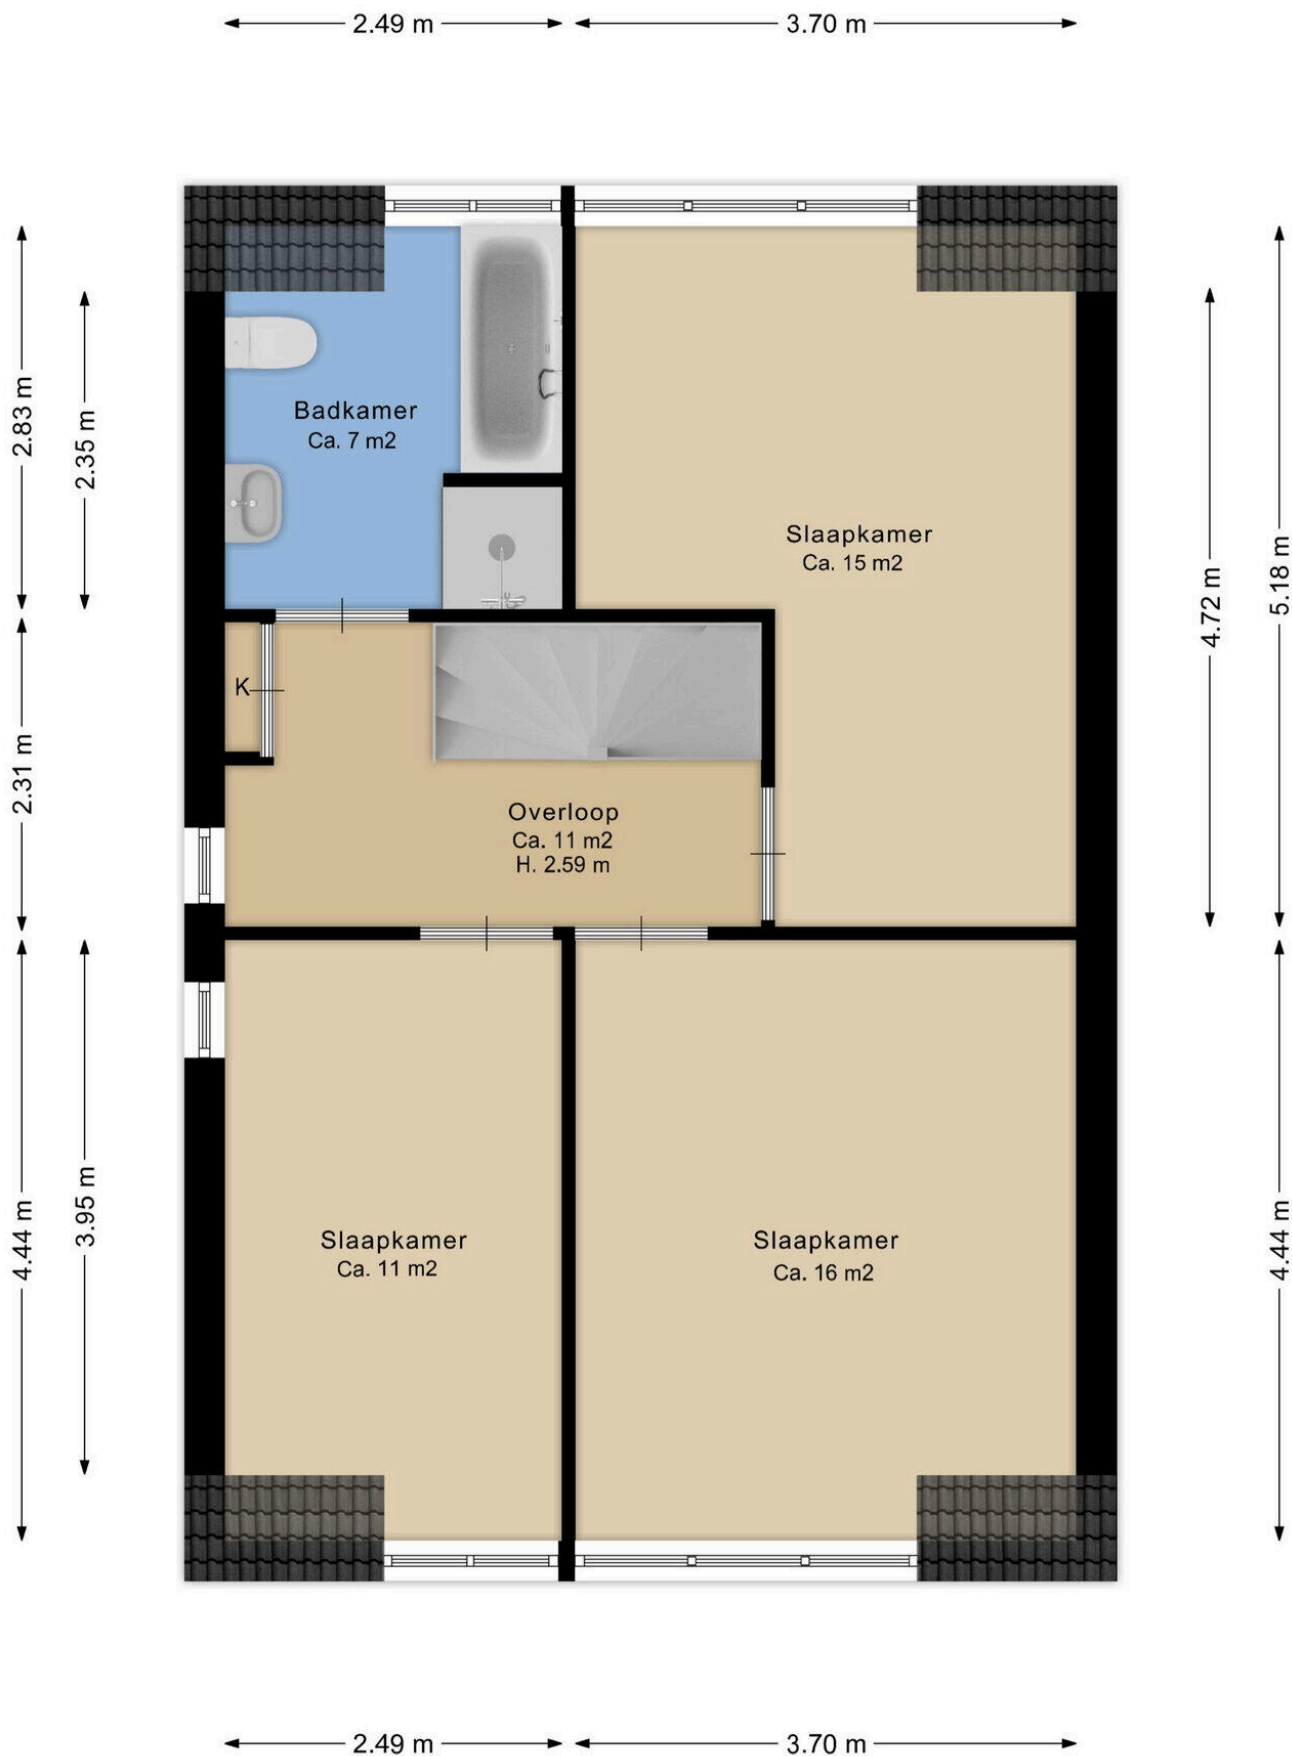 2.49 m
3.70 m
2.83 m
2.35 m
Badkamer
Ca. 7 m2
Slaapkamer
Ca. 15 m2
4.72 m
5.18 m
K
2.31 m
Overloop
Ca. 11 m2
H. 2.59 m
4.44 m
3.95 m
Slaapkamer
Ca. 11 m2
Slaapkamer
Ca. 16 m2
4.44 m
2.49 m
3.70 m